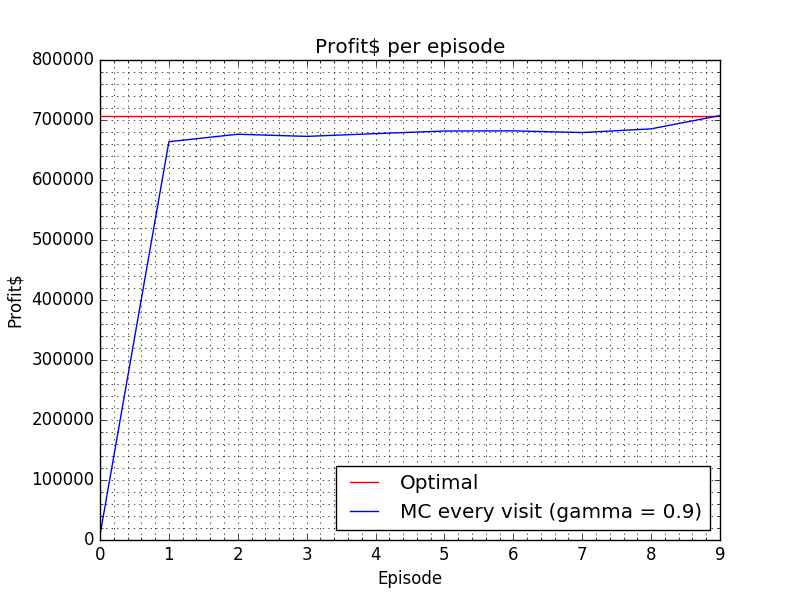 Profit$ per episode
800000
700000
600000
500000
400000
300000
200000
100000
0
Profit$
Optimal
MC every visit (gamma = 0.9)
0 1 2 3 4 5 6 7 8 9
Episode